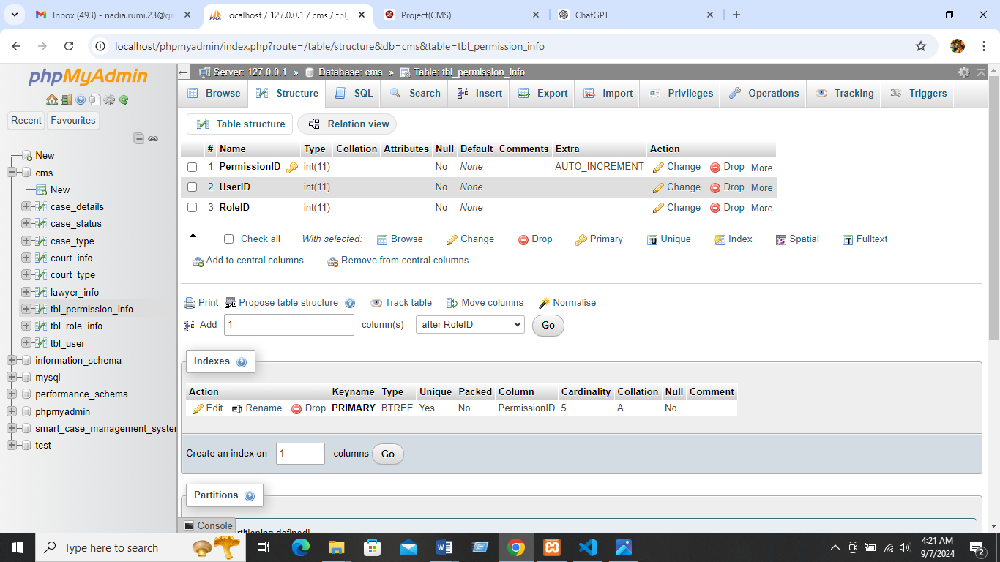 Inbox (493) - nadia.rumi.23@gm
localhost / 127.0.0.1 / cms / tbl_
Project(CMS)
ChatGPT
localhost/phpmyadmin/index.php?route=/table/structure&db=cms&table=tbl_permission_info
phpMyAdmin
Recent Favourites
New
cms
New
case_details
case_status
case_type
court_info
court_type
lawyer_info
tbl_permission_info
tbl_role_info
tbl_user
information_schema
mysql
performance_schema
phpmyadmin
smart_case_management_system
test
Server: 127.0.0.1 » Database: cms » Table: tbl_permission_info
Browse Structure SQL Search Insert Export Import Privileges Operations Tracking Triggers
Table structure Relation view
# Name Type Collation Attributes Null Default Comments Extra Action
1 PermissionID int(11) No None AUTO_INCREMENT Change Drop More
2 UserID int(11) No None Change Drop More
3 RoleID int(11) No None Change Drop More
Check all With selected: Browse Change Drop Primary Unique Index Spatial Fulltext
Add to central columns Remove from central columns
Print Propose table structure Track table Move columns Normalise
Add 1 column(s) after RoleID Go
Indexes
Action Keyname Type Unique Packed Column Cardinality Collation Null Comment
Edit Rename Drop PRIMARY BTREE Yes No PermissionID 5 A No
Create an index on 1 columns Go
Partitions
Console
Type here to search
4:21 AM
9/7/2024
2